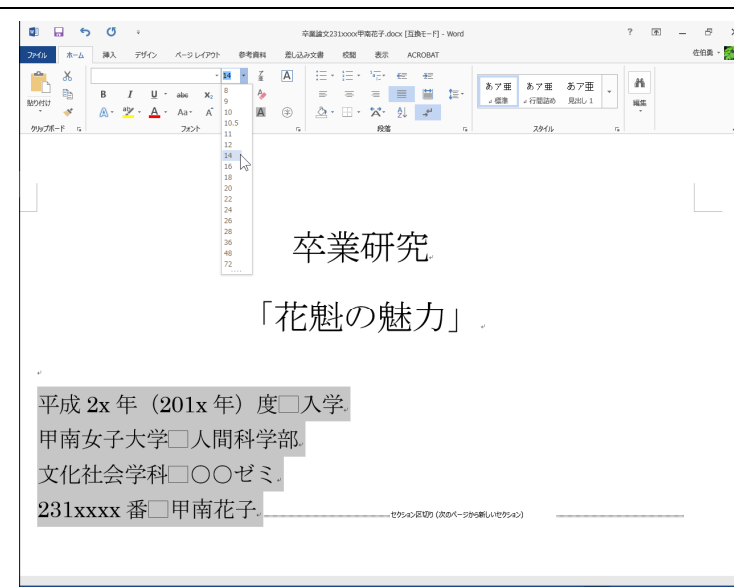 卒業論文231xxxx甲南花子.docx [互換モード] - Word
ファイル ホーム 挿入 デザイン ページ レイアウト 参考資料 差し込み文書 校閲 表示 ACROBAT 佐伯勇
14
貼り付け
B I U abc X₂
Aa
クリップボード フォント 段落 スタイル
あア亜 あア亜 あア亜
標準 行間詰め 見出し 1
編集
8
9
10
10.5
11
12
14
16
18
20
22
24
26
28
36
48
72
卒業研究
「花魁の魅力」
平成 2x 年（201x 年）度□入学
甲南女子大学□人間科学部
文化社会学科□〇〇ゼミ
231xxxx 番□甲南花子
セクション区切り (次のページから新しいセクション)